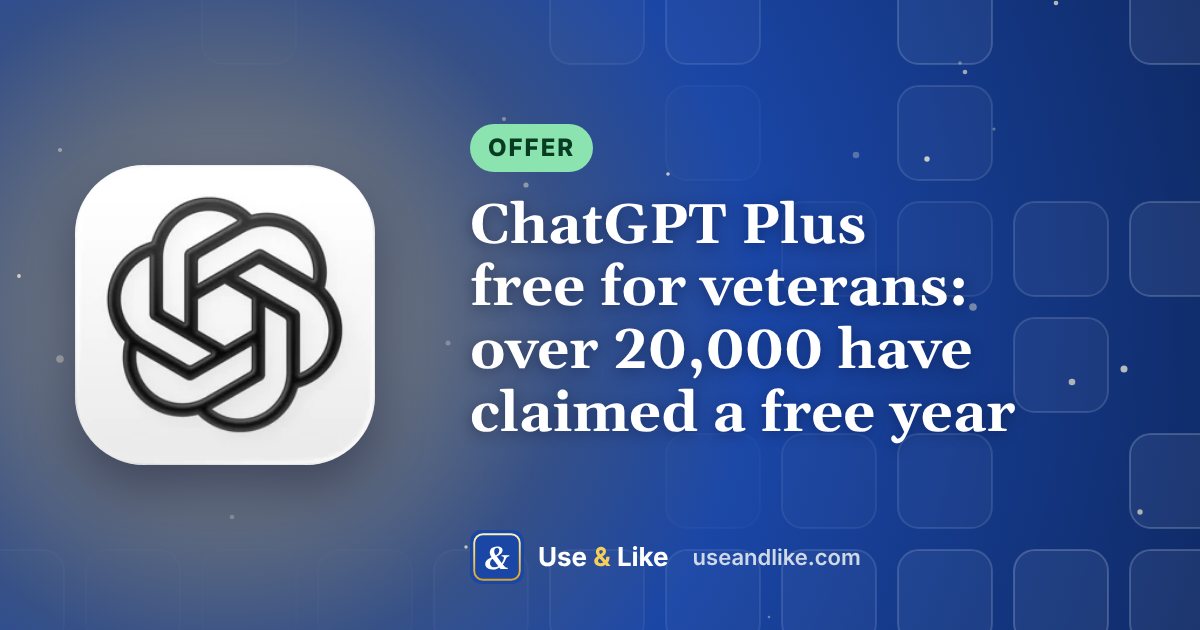 OFFER
ChatGPT Plus
free for veterans:
over 20,000 have
claimed a free year
& Use & Like useandlike.com